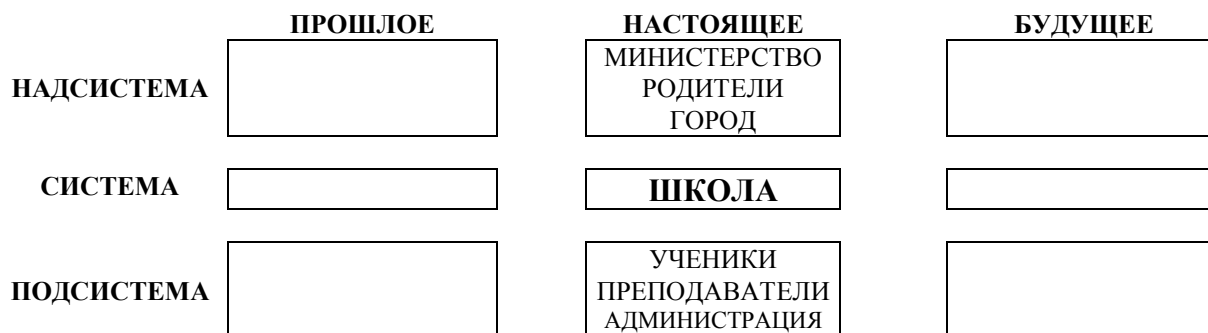 ПРОШЛОЕ НАСТОЯЩЕЕ БУДУЩЕЕ
НАДСИСТЕМА
МИНИСТЕРСТВО
РОДИТЕЛИ
ГОРОД
СИСТЕМА
ШКОЛА
ПОДСИСТЕМА
УЧЕНИКИ
ПРЕПОДАВАТЕЛИ
АДМИНИСТРАЦИЯ